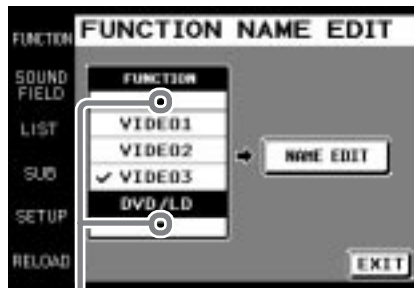 FUNCTION NAME EDIT
FUNCTION
SOUND
FIELD
LIST
SUB
SETUP
RELOAD
FUNCTION
VIDEO1
VIDEO2
✓ VIDEO3
DVD/LD
NAME EDIT
EXIT